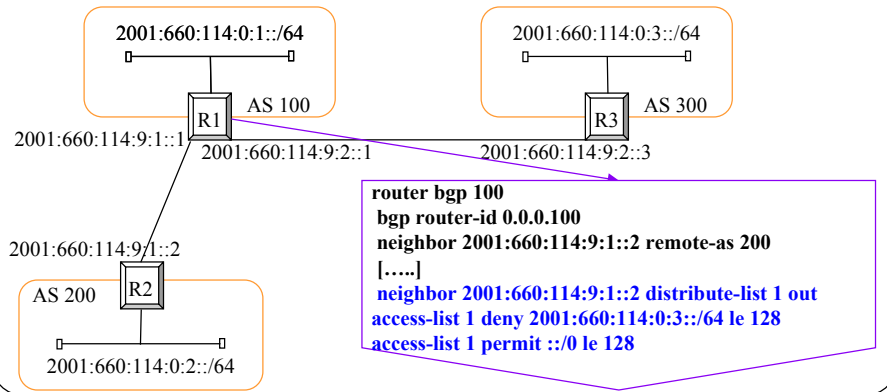 2001:660:114:0:1::/64
2001:660:114:0:3::/64
R1
AS 100
R3
AS 300
2001:660:114:9:1::1
2001:660:114:9:2::1
2001:660:114:9:2::3
router bgp 100
bgp router-id 0.0.0.100
neighbor 2001:660:114:9:1::2 remote-as 200
[…..]
neighbor 2001:660:114:9:1::2 distribute-list 1 out
access-list 1 deny 2001:660:114:0:3::/64 le 128
access-list 1 permit ::/0 le 128
2001:660:114:9:1::2
AS 200
R2
2001:660:114:0:2::/64